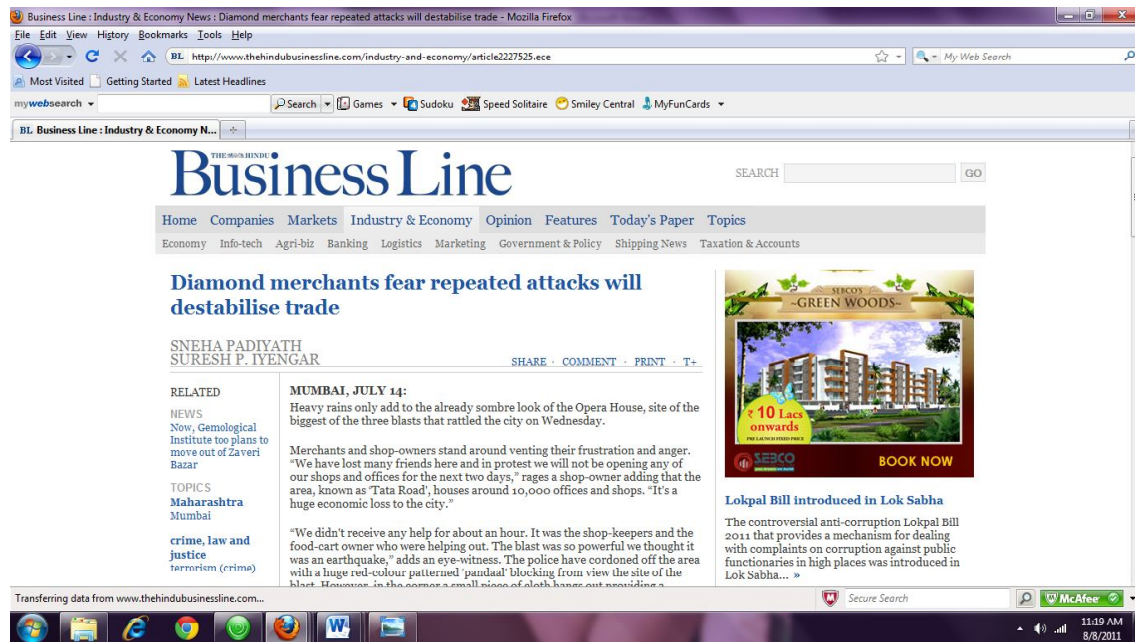 Business Line : Industry & Economy News : Diamond merchants fear repeated attacks will destabilise trade - Mozilla Firefox
File Edit View History Bookmarks Tools Help
BL http://www.thehindubusinessline.com/industry-and-economy/article2227525.ece
My Web Search
Most Visited Getting Started Latest Headlines
mywebsearch Search Games Sudoku Speed Solitaire Smiley Central MyFunCards
BL Business Line : Industry & Economy N...
THE HINDU
Business Line
SEARCH GO
Home Companies Markets Industry & Economy Opinion Features Today's Paper Topics
Economy Info-tech Agri-biz Banking Logistics Marketing Government & Policy Shipping News Taxation & Accounts
Diamond merchants fear repeated attacks will
destabilise trade
SNEHA PADIYATH
SURESH P. IYENGAR
SHARE · COMMENT · PRINT · T+
RELATED
NEWS
Now, Gemological
Institute too plans to
move out of Zaveri
Bazar
TOPICS
Maharashtra
Mumbai
crime, law and
justice
terrorism (crime)
MUMBAI, JULY 14:
Heavy rains only add to the already sombre look of the Opera House, site of the
biggest of the three blasts that rattled the city on Wednesday.
Merchants and shop-owners stand around venting their frustration and anger.
“We have lost many friends here and in protest we will not be opening any of
our shops and offices for the next two days,” rages a shop-owner adding that the
area, known as ‘Tata Road’, houses around 10,000 offices and shops. “It's a
huge economic loss to the city.”
“We didn't receive any help for about an hour. It was the shop-keepers and the
food-cart owner who were helping out. The blast was so powerful we thought it
was an earthquake,” adds an eye-witness. The police have cordoned off the area
with a huge red-colour patterned ‘pandaal’ blocking from view the site of the
blast. However, in the corner a small piece of cloth hangs out providing a
SEBCO'S
~GREEN WOODS~
₹ 10 Lacs
onwards
PRE LAUNCH FIXED PRICE
SEBCO
BOOK NOW
Lokpal Bill introduced in Lok Sabha
The controversial anti-corruption Lokpal Bill
2011 that provides a mechanism for dealing
with complaints on corruption against public
functionaries in high places was introduced in
Lok Sabha... »
Transferring data from www.thehindubusinessline.com...
Secure Search
McAfee
11:19 AM
8/8/2011